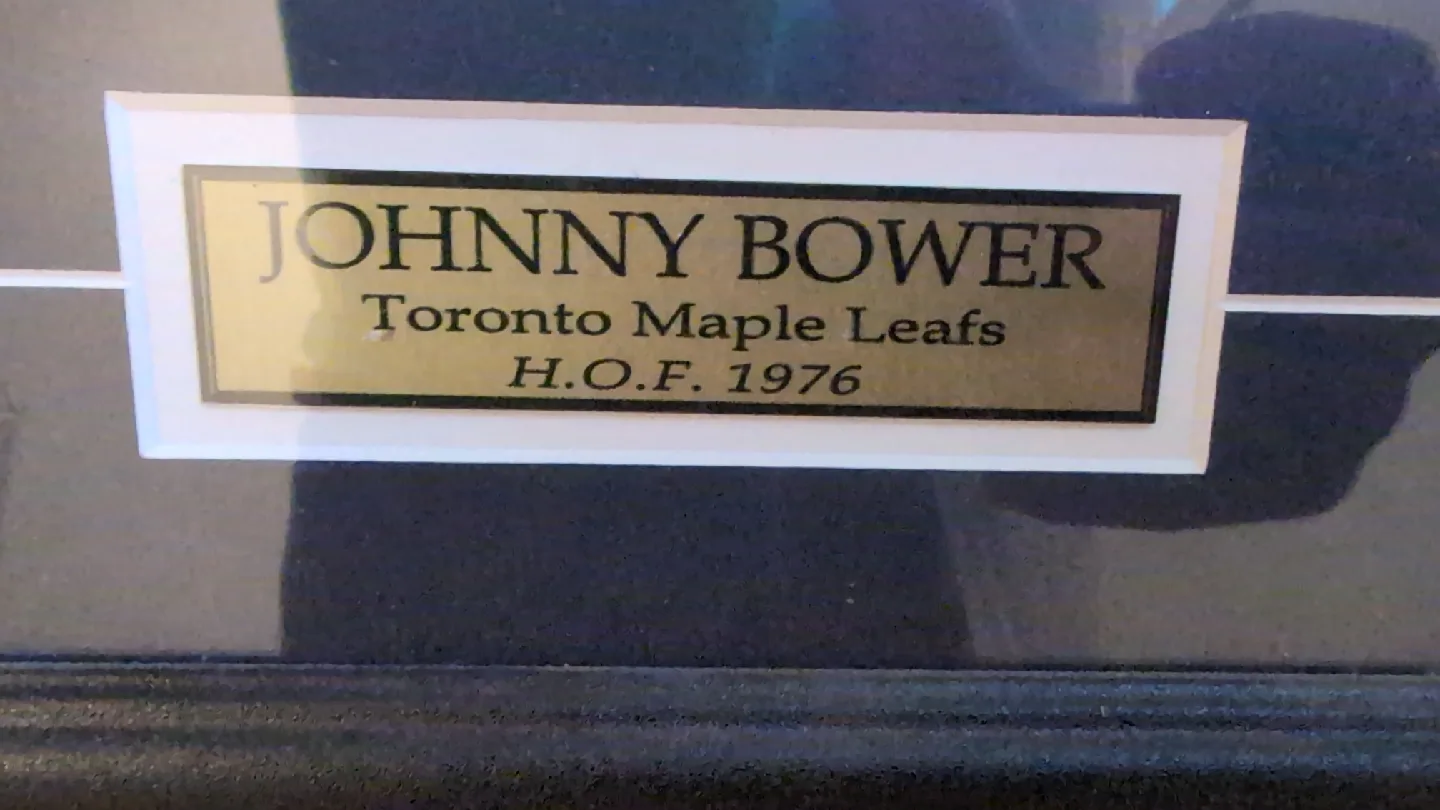 JOHNNY BOWER
Toronto Maple Leafs
H.O.F. 1976